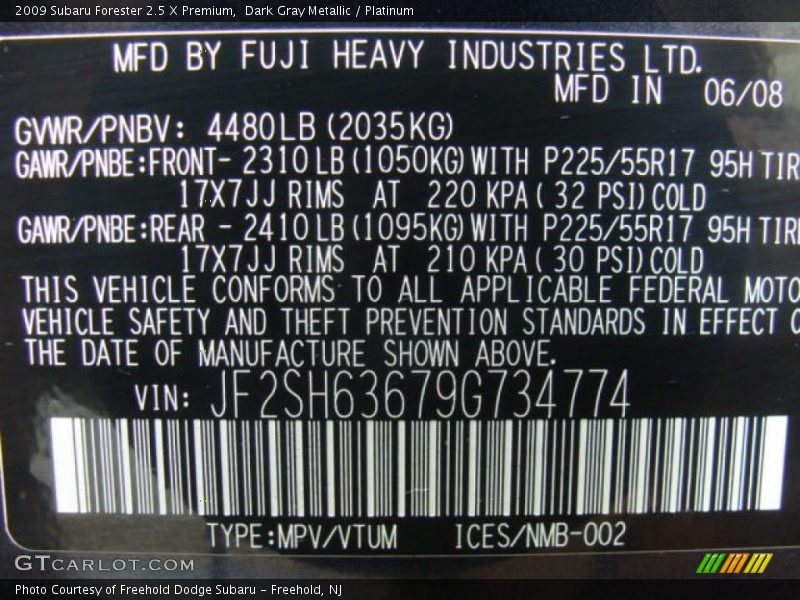 2009 Subaru Forester 2.5 X Premium, Dark Gray Metallic / Platinum
MFD BY FUJI HEAVY INDUSTRIES LTD.
MFD IN 06/08
GVWR/PNBV: 4480LB (2035KG)
GAWR/PNBE:FRONT- 2310 LB (1050KG) WITH P225/55R17 95H TIR
17X7JJ RIMS AT 220 KPA ( 32 PSI) COLD
GAWR/PNBE:REAR - 2410 LB (1095KG) WITH P225/55R17 95H TIR
17X7JJ RIMS AT 210 KPA ( 30 PSI) COLD
THIS VEHICLE CONFORMS TO ALL APPLICABLE FEDERAL MOTO
VEHICLE SAFETY AND THEFT PREVENTION STANDARDS IN EFFECT O
THE DATE OF MANUFACTURE SHOWN ABOVE.
VIN: JF2SH63679G734774
TYPE:MPV/VTUM ICES/NMB-002
GTCARLOT.COM
Photo Courtesy of Freehold Dodge Subaru - Freehold, NJ